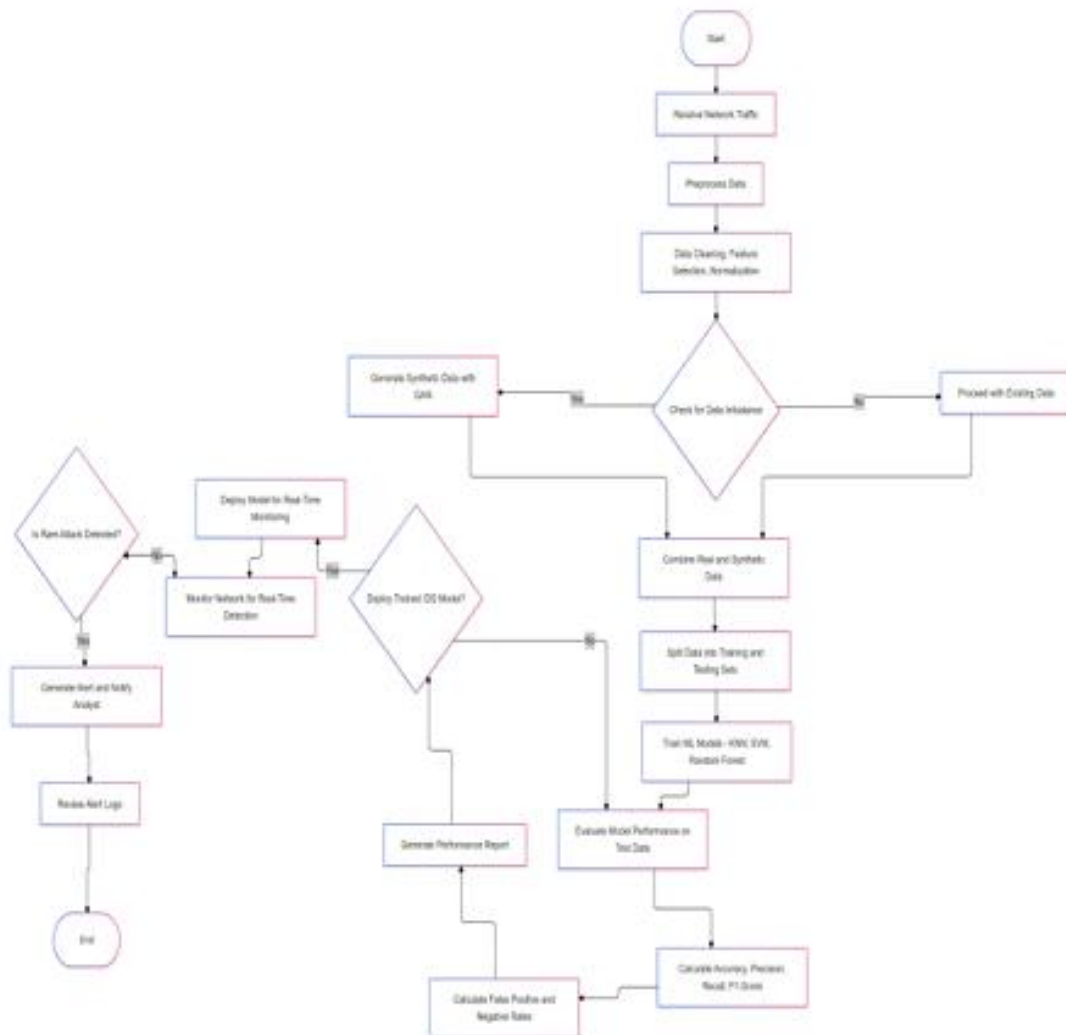 Start
Receive Network Traffic
Preprocess Data
Data Cleaning, Feature
Selection, Normalization
Check for Data Imbalance
Yes
No
Generate Synthetic Data with
Proceed with Existing Data
Combine Real and Synthetic
Data
Split Data into Training and
Testing Sets
Train ML Models - KNN, SVM,
Random Forest
Evaluate Model Performance on
Test Data
Calculate Accuracy, Precision,
Recall, F1-Score
Calculate False Positive and
Negative Rates
Generate Performance Report
Deploy Trained IDS Model?
Yes
No
Deploy Model for Real-Time
Monitoring
Monitor Network for Real-Time
Detection
Is Rare Attack Detected?
No
Yes
Generate Alert and Notify
Analyst
Review Alert Logs
End